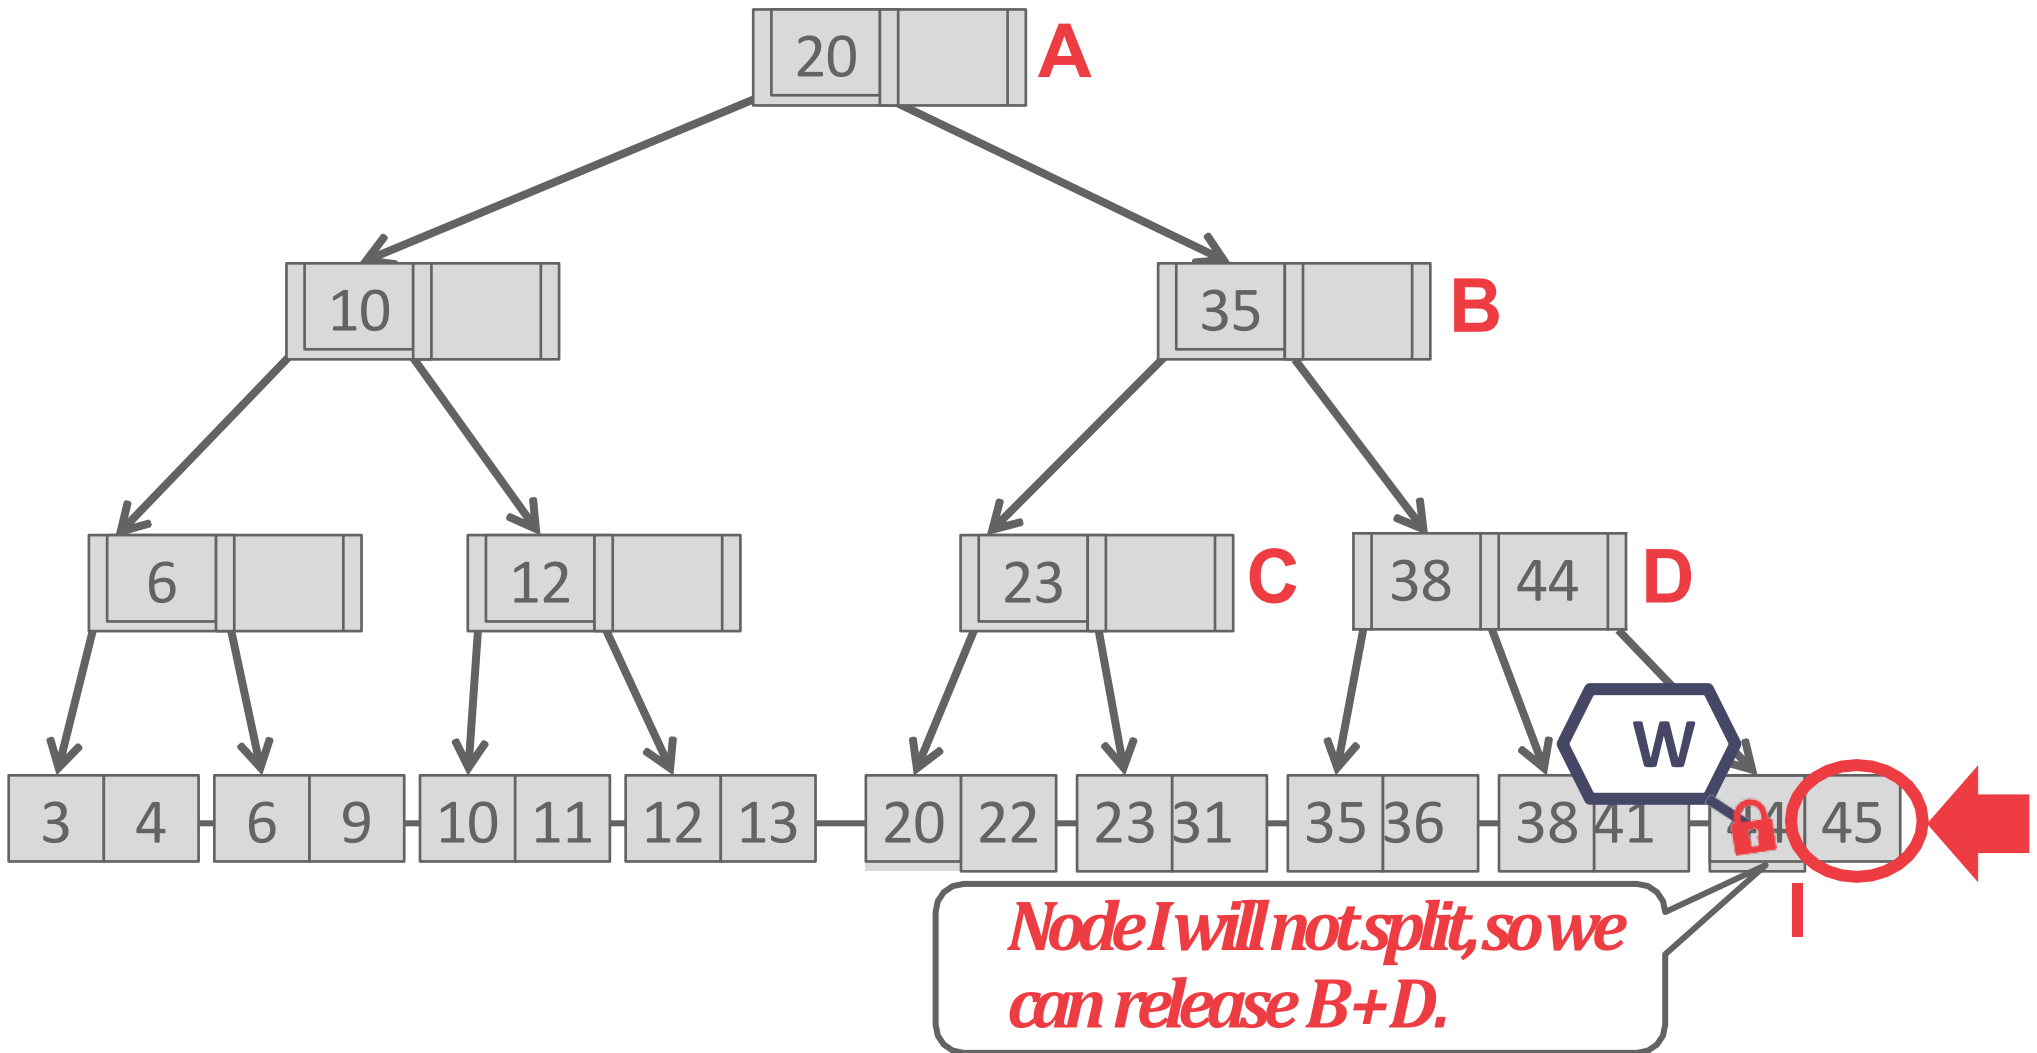 20 A
10 35 B
6 12 23 C 38 44 D
W
3 4 6 9 10 11 12 13 20 22 23 31 35 36 38 41 44 45
I
Node I will not split, so we
can release B+D.